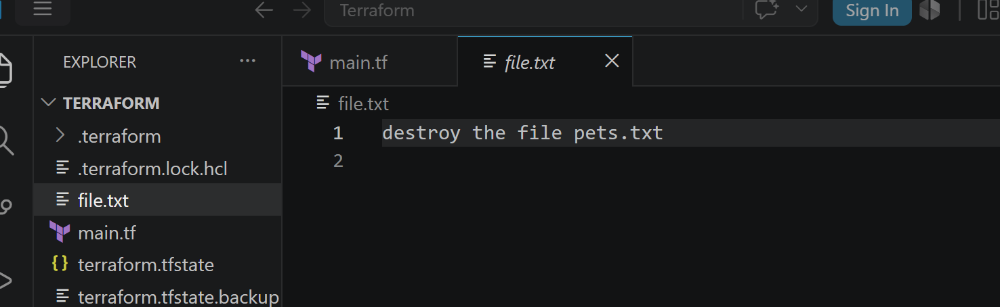 Terraform
Sign In
EXPLORER
main.tf
file.txt
TERRAFORM
file.txt
.terraform
1 destroy the file pets.txt
.terraform.lock.hcl
2
file.txt
main.tf
terraform.tfstate
terraform.tfstate.backup